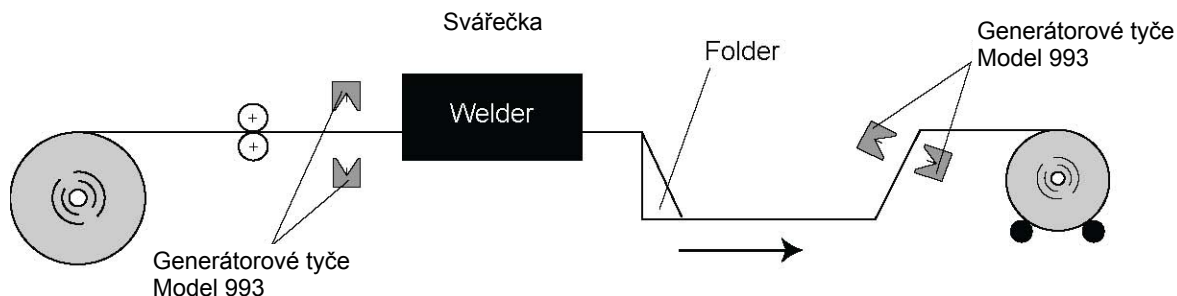 Svářečka
Generátorové tyče
Model 993
Folder
Welder
Generátorové tyče
Model 993